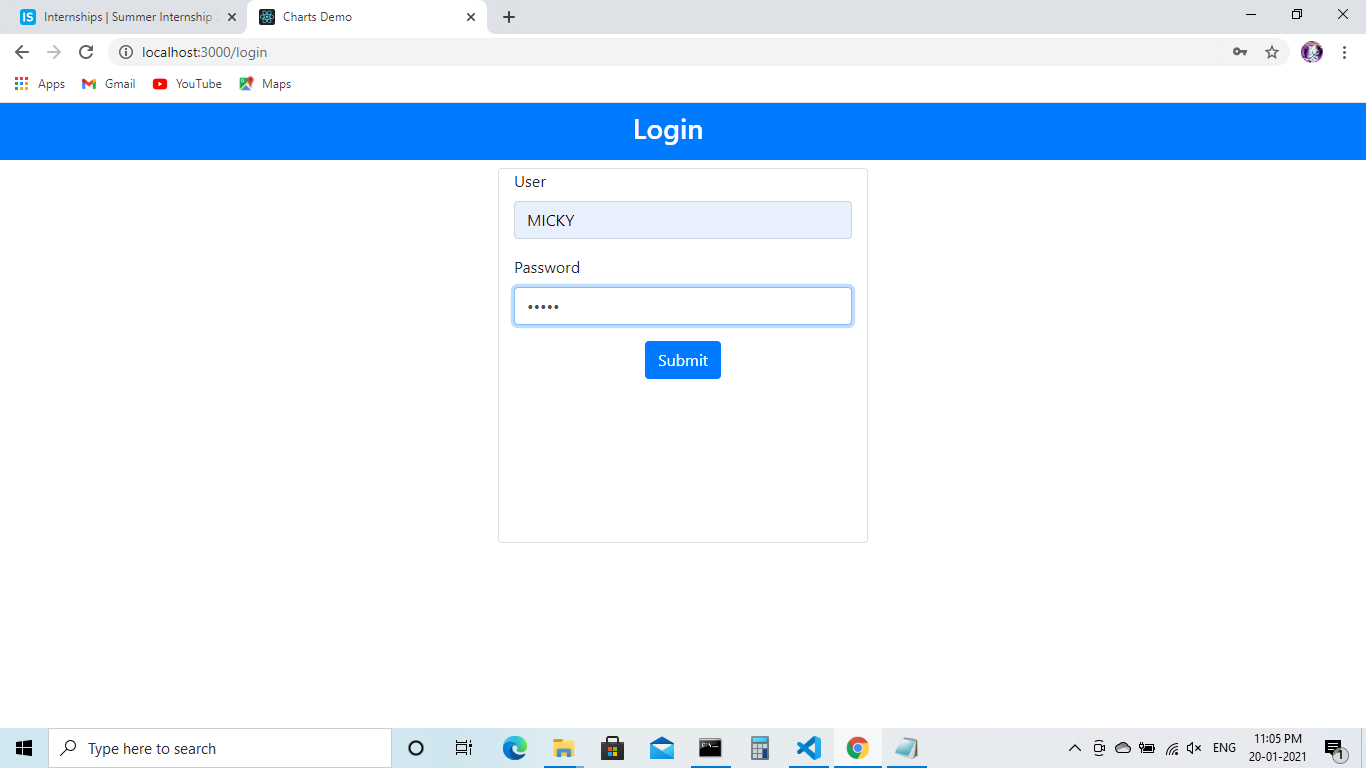 IS Internships | Summer Internship
Charts Demo
localhost:3000/login
Apps Gmail YouTube Maps
Login
User
MICKY
Password
•••••
Submit
Type here to search
ENG
11:05 PM
20-01-2021
1